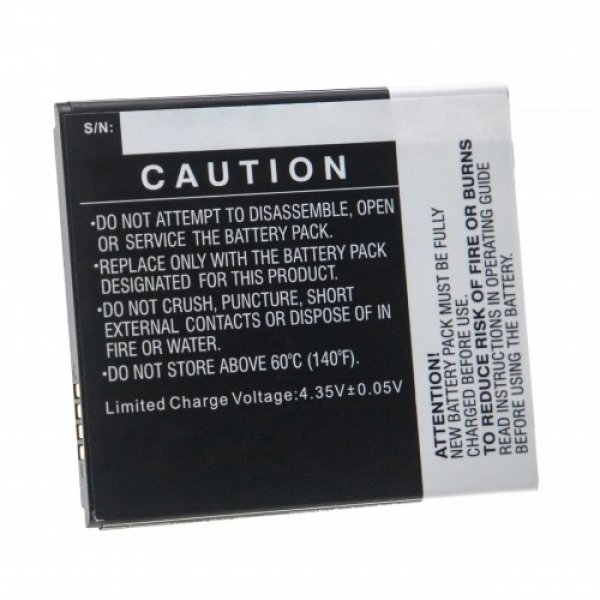 S/N:
CAUTION
•DO NOT ATTEMPT TO DISASSEMBLE, OPEN
OR SERVICE THE BATTERY PACK.
•REPLACE ONLY WITH THE BATTERY PACK
DESIGNATED FOR THIS PRODUCT.
•DO NOT CRUSH, PUNCTURE, SHORT
EXTERNAL CONTACTS OR DISPOSE OF IN
FIRE OR WATER.
•DO NOT STORE ABOVE 60℃ (140℉).
Limited Charge Voltage:4.35V±0.05V
ATTENTION!
NEW BATTERY PACK MUST BE FULLY
CHARGED BEFORE USE.
TO REDUCE RISK OF FIRE OR BURNS
READ INSTRUCTIONS IN OPERATING GUIDE
BEFORE USING BATTERY.